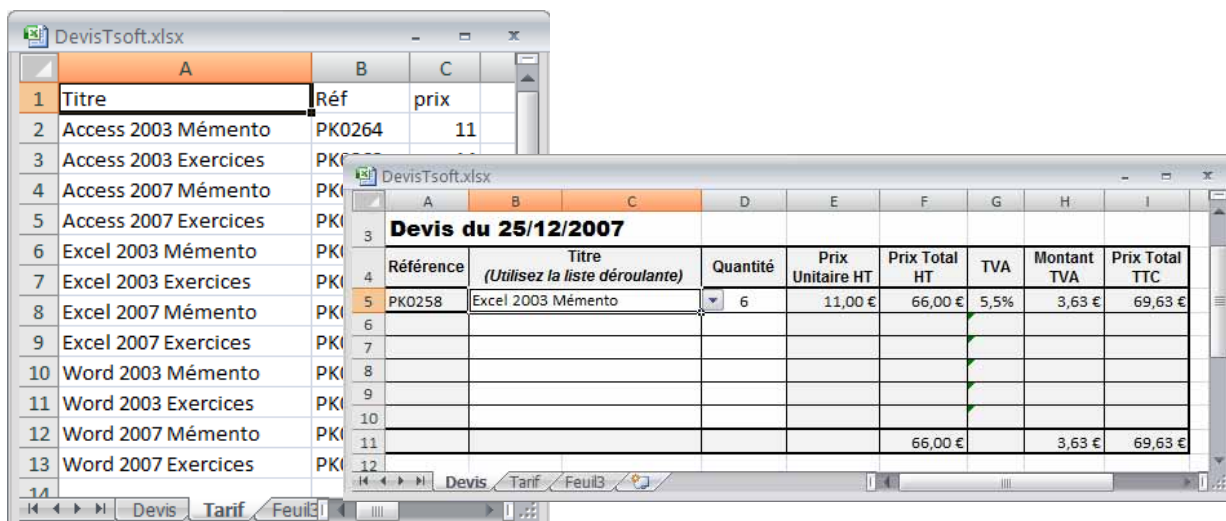 DevisTsoft.xlsx
A B C
1 Titre Réf prix
2 Access 2003 Mémento PK0264 11
3 Access 2003 Exercices
4 Access 2007 Mémento
5 Access 2007 Exercices
6 Excel 2003 Mémento
7 Excel 2003 Exercices
8 Excel 2007 Mémento
9 Excel 2007 Exercices
10 Word 2003 Mémento
11 Word 2003 Exercices
12 Word 2007 Mémento
13 Word 2007 Exercices
14
Devis Tarif Feuil3
DevisTsoft.xlsx
A B C D E F G H I
3 Devis du 25/12/2007
4 Référence Titre Quantité Prix Prix Total TVA Montant Prix Total
(Utilisez la liste déroulante) Unitaire HT HT TVA TTC
5 PK0258 Excel 2003 Mémento 6 11,00 € 66,00 € 5,5% 3,63 € 69,63 €
6
7
8
9
10
11 66,00 € 3,63 € 69,63 €
12
Devis Tarif Feuil3